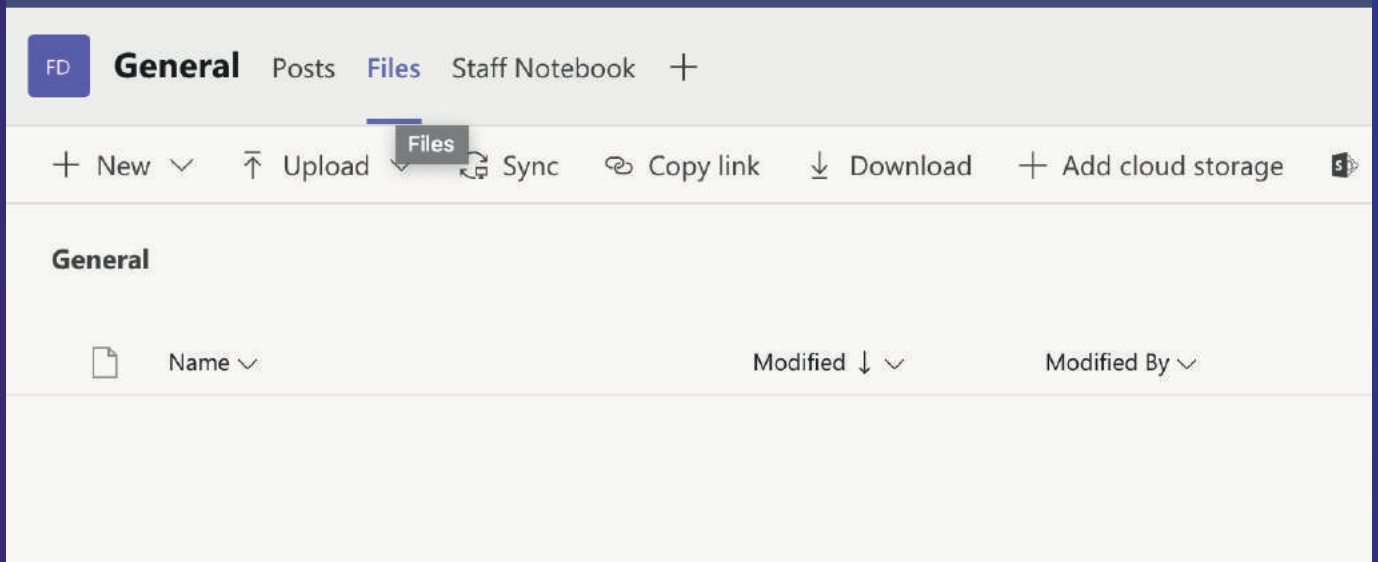 FD General Posts Files Staff Notebook
Files
New Upload Sync Copy link Download Add cloud storage S
General
Name Modified Modified By